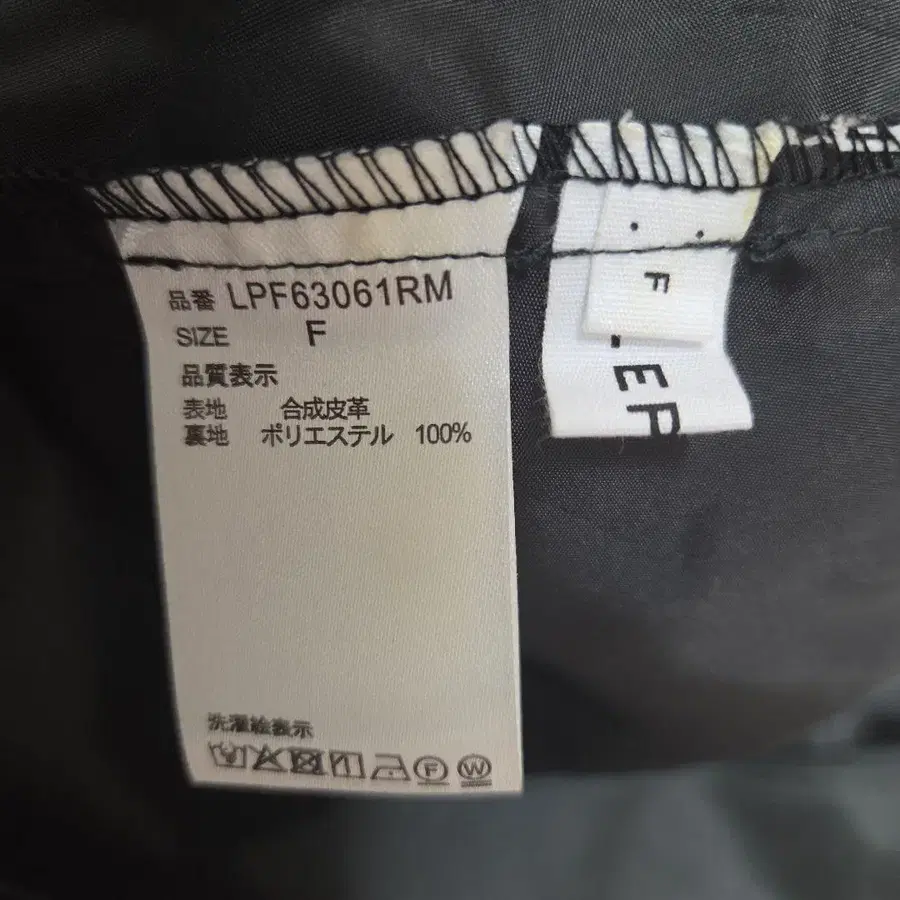 品番 LPF63061RM
SIZE F
品質表示
表地 合成皮革
裏地 ポリエステル 100%
洗濯絵表示
F W
F
EP